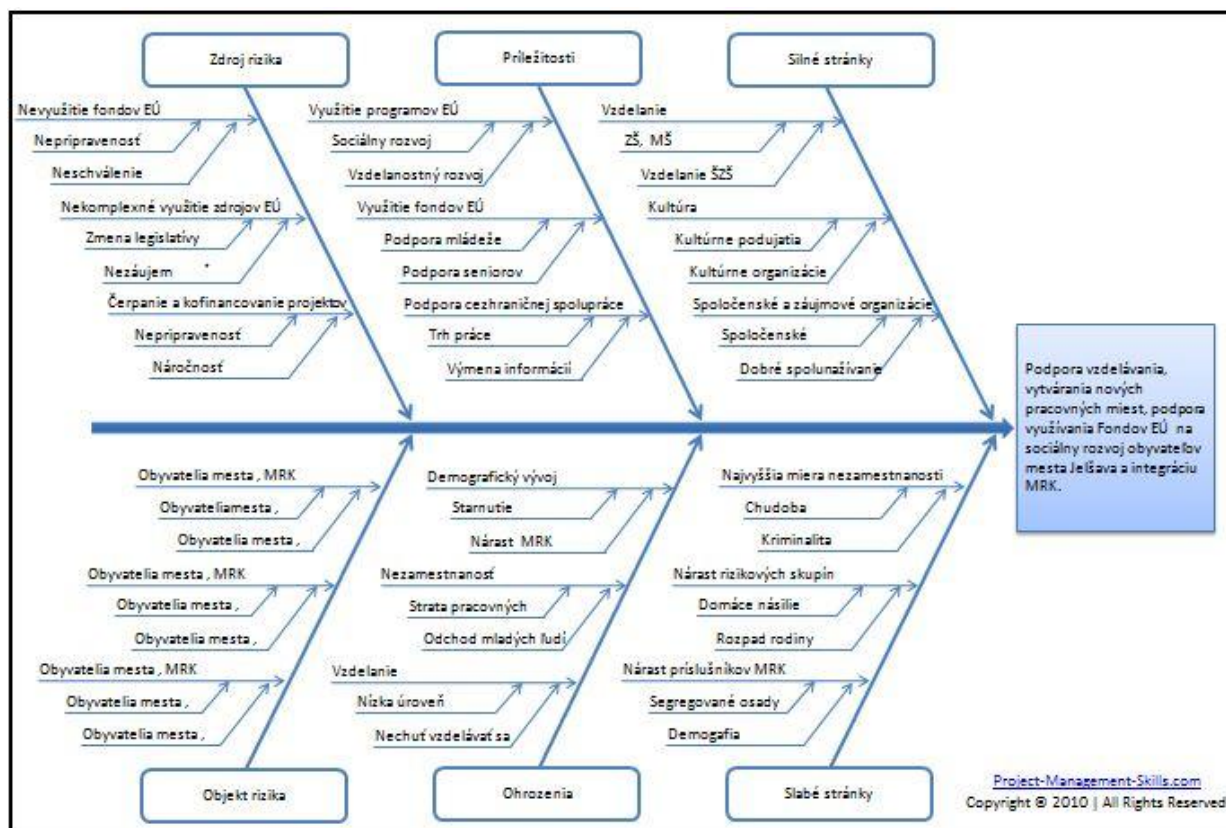 Zdroj rizika
Príležitosti
Silné stránky
Nevyužitie fondov EÚ
Nepripravenosť
Neschválenie
Nekomplexné využitie zdrojov EÚ
Zmena legislatívy
Nezáujem
Čerpanie a kofinancovanie projektov
Nepripravenosť
Náročnosť
Využitie programov EÚ
Sociálny rozvoj
Vzdelanostný rozvoj
Využitie fondov EÚ
Podpora mládeže
Podpora seniorov
Podpora cezhraničnej spolupráce
Trh práce
Výmena informácií
Vzdelanie
ZŠ, MŠ
Vzdelanie ŠZŠ
Kultúra
Kultúrne podujatia
Kultúrne organizácie
Spoločenské a záujmové organizácie
Spoločenské
Dobré spolunažívanie
Podpora vzdelávania,
vytvárania nových
pracovných miest, podpora
využívania Fondov EÚ na
sociálny rozvoj obyvateľov
mesta Jelšava a integráciu
MRK.
Obyvatelia mesta , MRK
Obyvateliamesta ,
Obyvatelia mesta ,
Obyvatelia mesta , MRK
Obyvatelia mesta ,
Obyvatelia mesta ,
Obyvatelia mesta , MRK
Obyvatelia mesta ,
Obyvatelia mesta ,
Demografický vývoj
Starnutie
Nárast MRK
Nezamestnanosť
Strata pracovných
Odchod mladých ľudí
Vzdelanie
Nízka úroveň
Nechuť vzdelávať sa
Najvyššia miera nezamestnanosti
Chudoba
Kriminalita
Nárast rizikových skupín
Domáce násilie
Rozpad rodiny
Nárast príslušníkov MRK
Segregované osady
Demogafia
Objekt rizika
Ohrozenia
Slabé stránky
Project-Management-Skills.com
Copyright © 2010 | All Rights Reserved